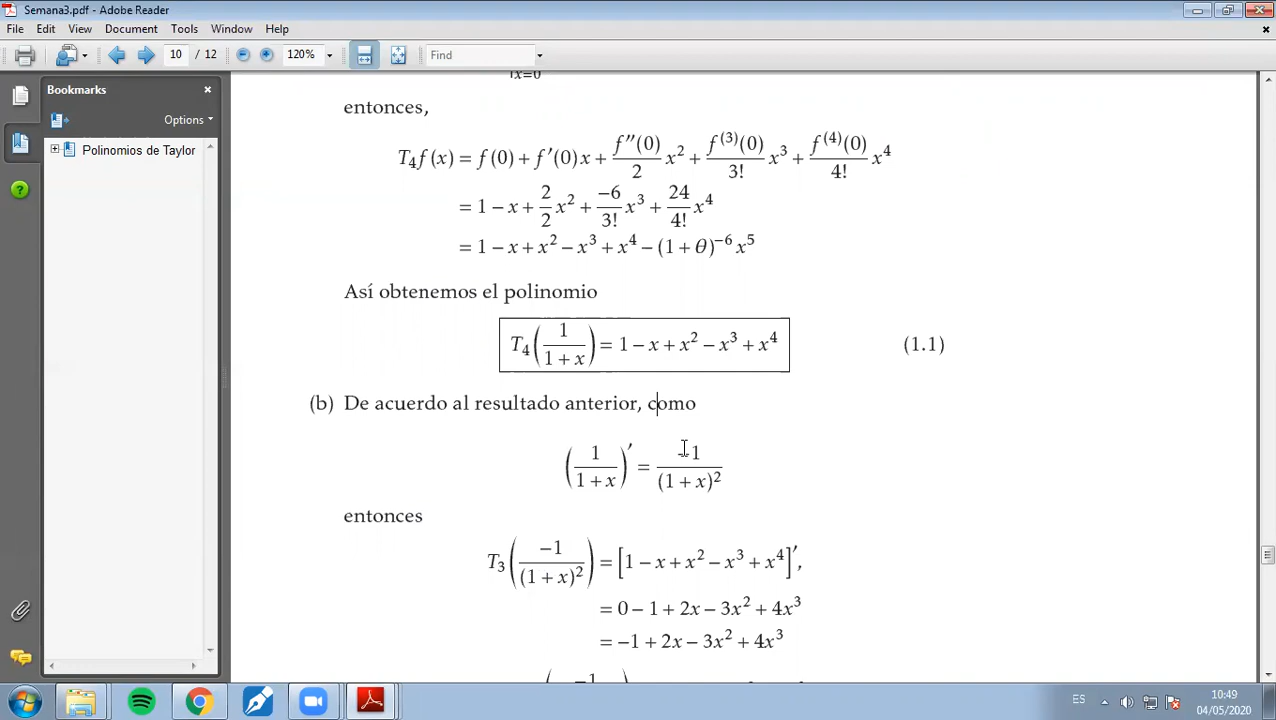 Semana3.pdf - Adobe Reader
File Edit View Document Tools Window Help
10 / 12 120% Find
Bookmarks
Options
Polinomios de Taylor
|x=0
entonces,
T₄f(x) = f(0) + f′(0)x + f″(0)/2 x² + f⁽³⁾(0)/3! x³ + f⁽⁴⁾(0)/4! x⁴
= 1 − x + 2/2 x² + −6/3! x³ + 24/4! x⁴
= 1 − x + x² − x³ + x⁴ − (1 + θ)⁻⁶ x⁵
Así obtenemos el polinomio
T₄(1/(1 + x)) = 1 − x + x² − x³ + x⁴ (1.1)
(b) De acuerdo al resultado anterior, como
(1/(1 + x))′ = −1/(1 + x)²
entonces
T₃(−1/(1 + x)²) = [1 − x + x² − x³ + x⁴]′,
= 0 − 1 + 2x − 3x² + 4x³
= −1 + 2x − 3x² + 4x³
−1
ES 10:49
04/05/2020